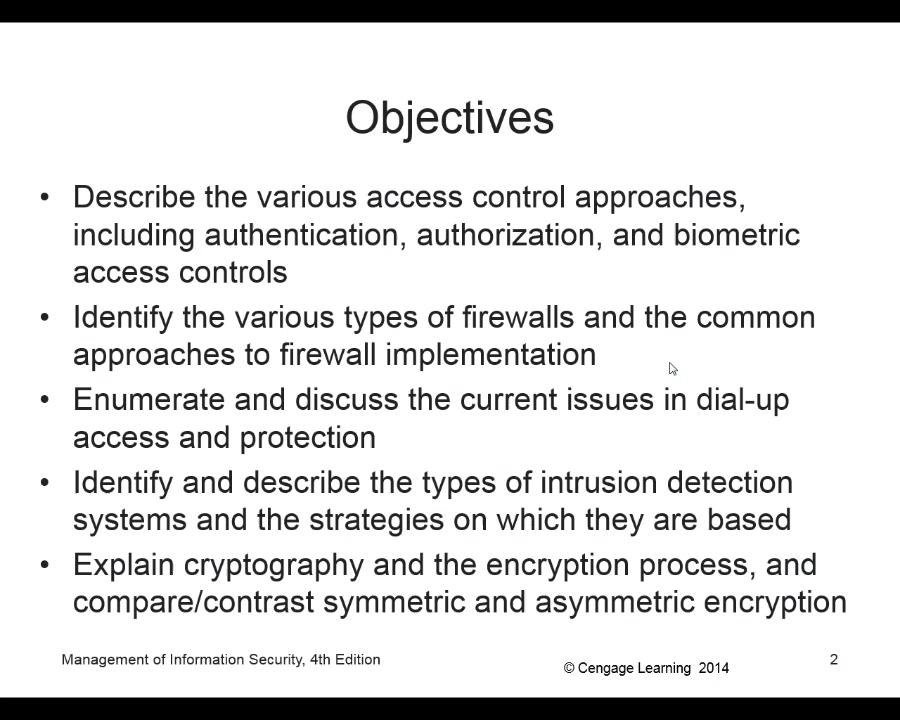 Objectives
• Describe the various access control approaches,
including authentication, authorization, and biometric
access controls
• Identify the various types of firewalls and the common
approaches to firewall implementation
• Enumerate and discuss the current issues in dial-up
access and protection
• Identify and describe the types of intrusion detection
systems and the strategies on which they are based
• Explain cryptography and the encryption process, and
compare/contrast symmetric and asymmetric encryption
Management of Information Security, 4th Edition
© Cengage Learning 2014
2